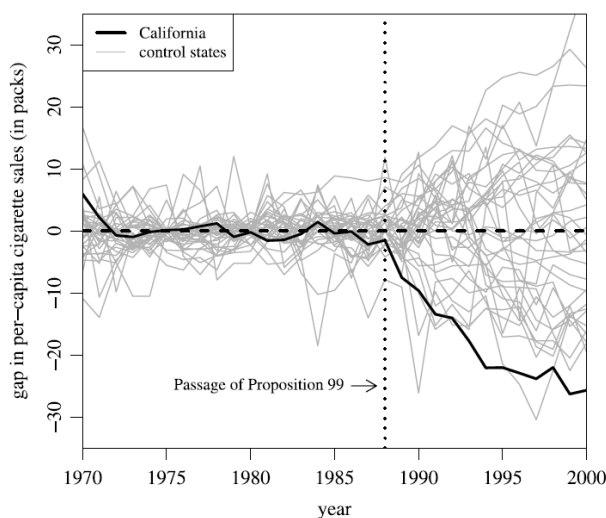 California
control states
gap in per-capita cigarette sales (in packs)
30
20
10
0
-10
-20
-30
Passage of Proposition 99
1970
1975
1980
1985
1990
1995
2000
year